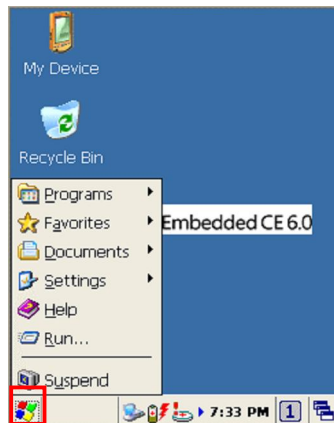 My Device
Recycle Bin
Programs
Favorites
Embedded CE 6.0
Documents
Settings
Help
Run...
Suspend
7:33 PM
1